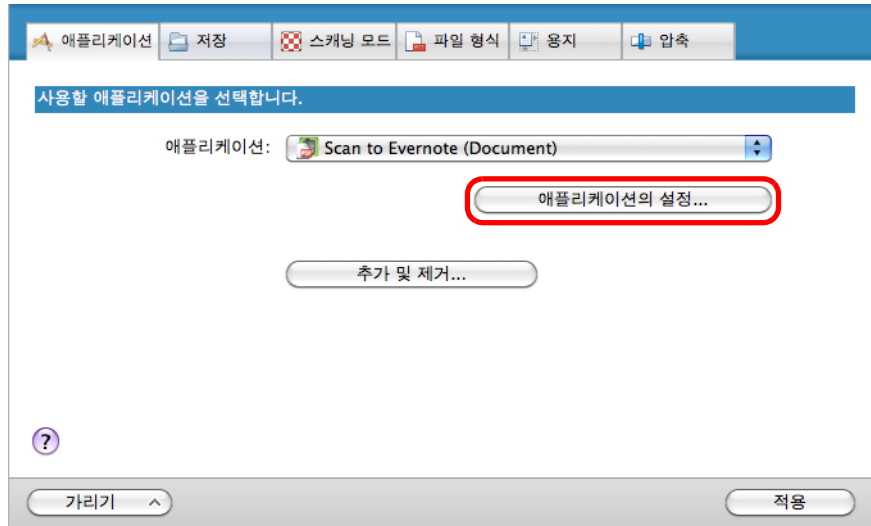 애플리케이션 저장 스캐닝 모드 파일 형식 용지 압축
사용할 애플리케이션을 선택합니다.
애플리케이션: Scan to Evernote (Document)
애플리케이션의 설정...
추가 및 제거...
?
가리기 적용